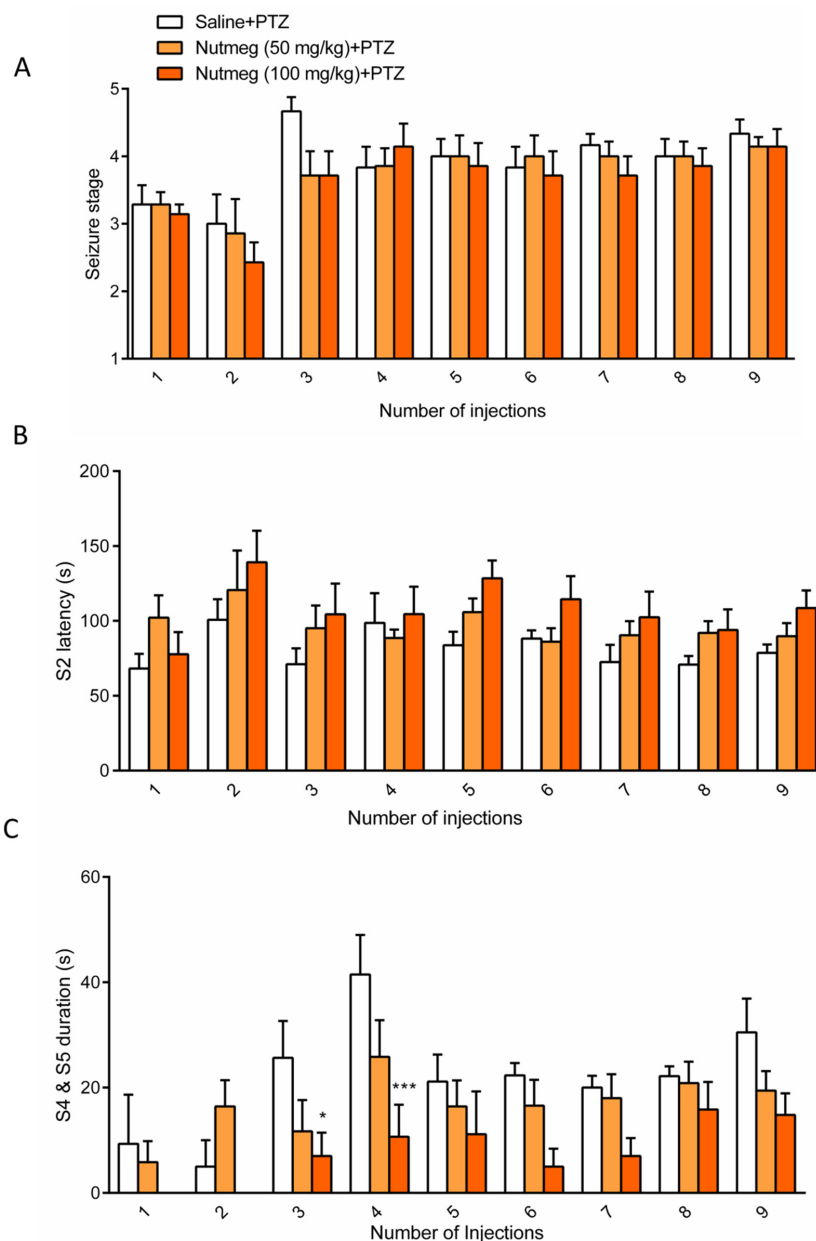 Saline+PTZ
Nutmeg (50 mg/kg)+PTZ
Nutmeg (100 mg/kg)+PTZ
A
5
4
3
2
1
Seizure stage
1 2 3 4 5 6 7 8 9
Number of injections
B
200
150
100
50
0
S2 latency (s)
1 2 3 4 5 6 7 8 9
Number of injections
C
60
40
20
0
S4 & S5 duration (s)
*
***
1 2 3 4 5 6 7 8 9
Number of Injections